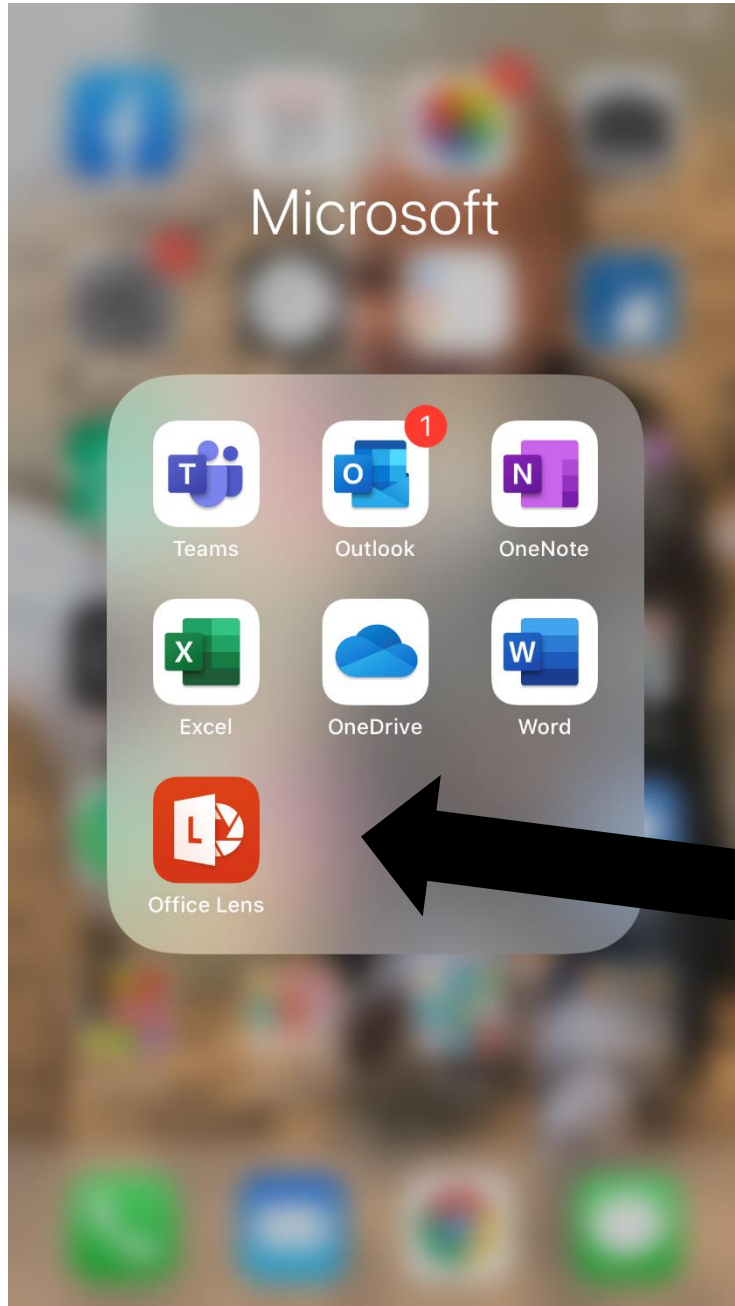 Microsoft
1
T
O
N
Teams
Outlook
OneNote
X
W
Excel
OneDrive
Word
L
Office Lens